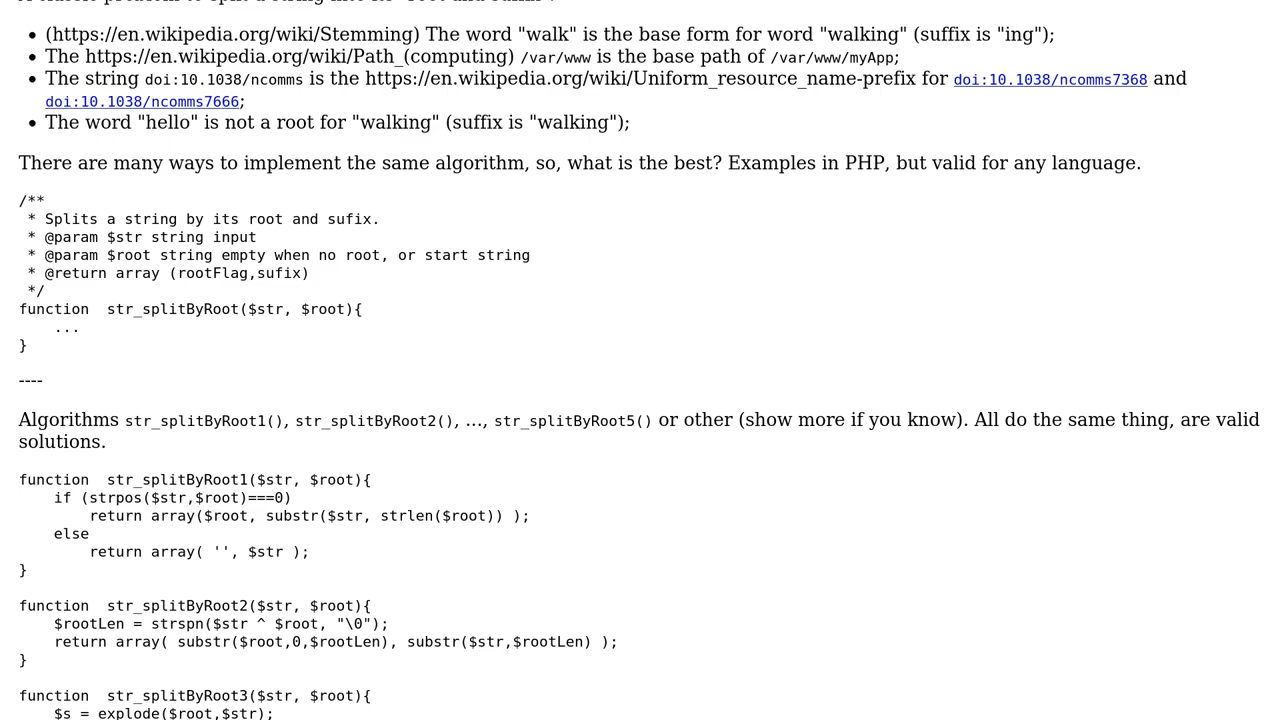 • (https://en.wikipedia.org/wiki/Stemming) The word "walk" is the base form for word "walking" (suffix is "ing");
• The https://en.wikipedia.org/wiki/Path_(computing) /var/www is the base path of /var/www/myApp;
• The string doi:10.1038/ncomms is the https://en.wikipedia.org/wiki/Uniform_resource_name-prefix for doi:10.1038/ncomms7368 and
doi:10.1038/ncomms7666;
• The word "hello" is not a root for "walking" (suffix is "walking");
There are many ways to implement the same algorithm, so, what is the best? Examples in PHP, but valid for any language.
/**
 * Splits a string by its root and sufix.
 * @param $str string input
 * @param $root string empty when no root, or start string
 * @return array (rootFlag,sufix)
 */
function  str_splitByRoot($str, $root){
    ...
}
----
Algorithms str_splitByRoot1(), str_splitByRoot2(), ..., str_splitByRoot5() or other (show more if you know). All do the same thing, are valid
solutions.
function  str_splitByRoot1($str, $root){
    if (strpos($str,$root)===0)
        return array($root, substr($str, strlen($root)) );
    else
        return array( '', $str );
}
function  str_splitByRoot2($str, $root){
    $rootLen = strspn($str ^ $root, "\0");
    return array( substr($root,0,$rootLen), substr($str,$rootLen) );
}
function  str_splitByRoot3($str, $root){
    $s = explode($root,$str);